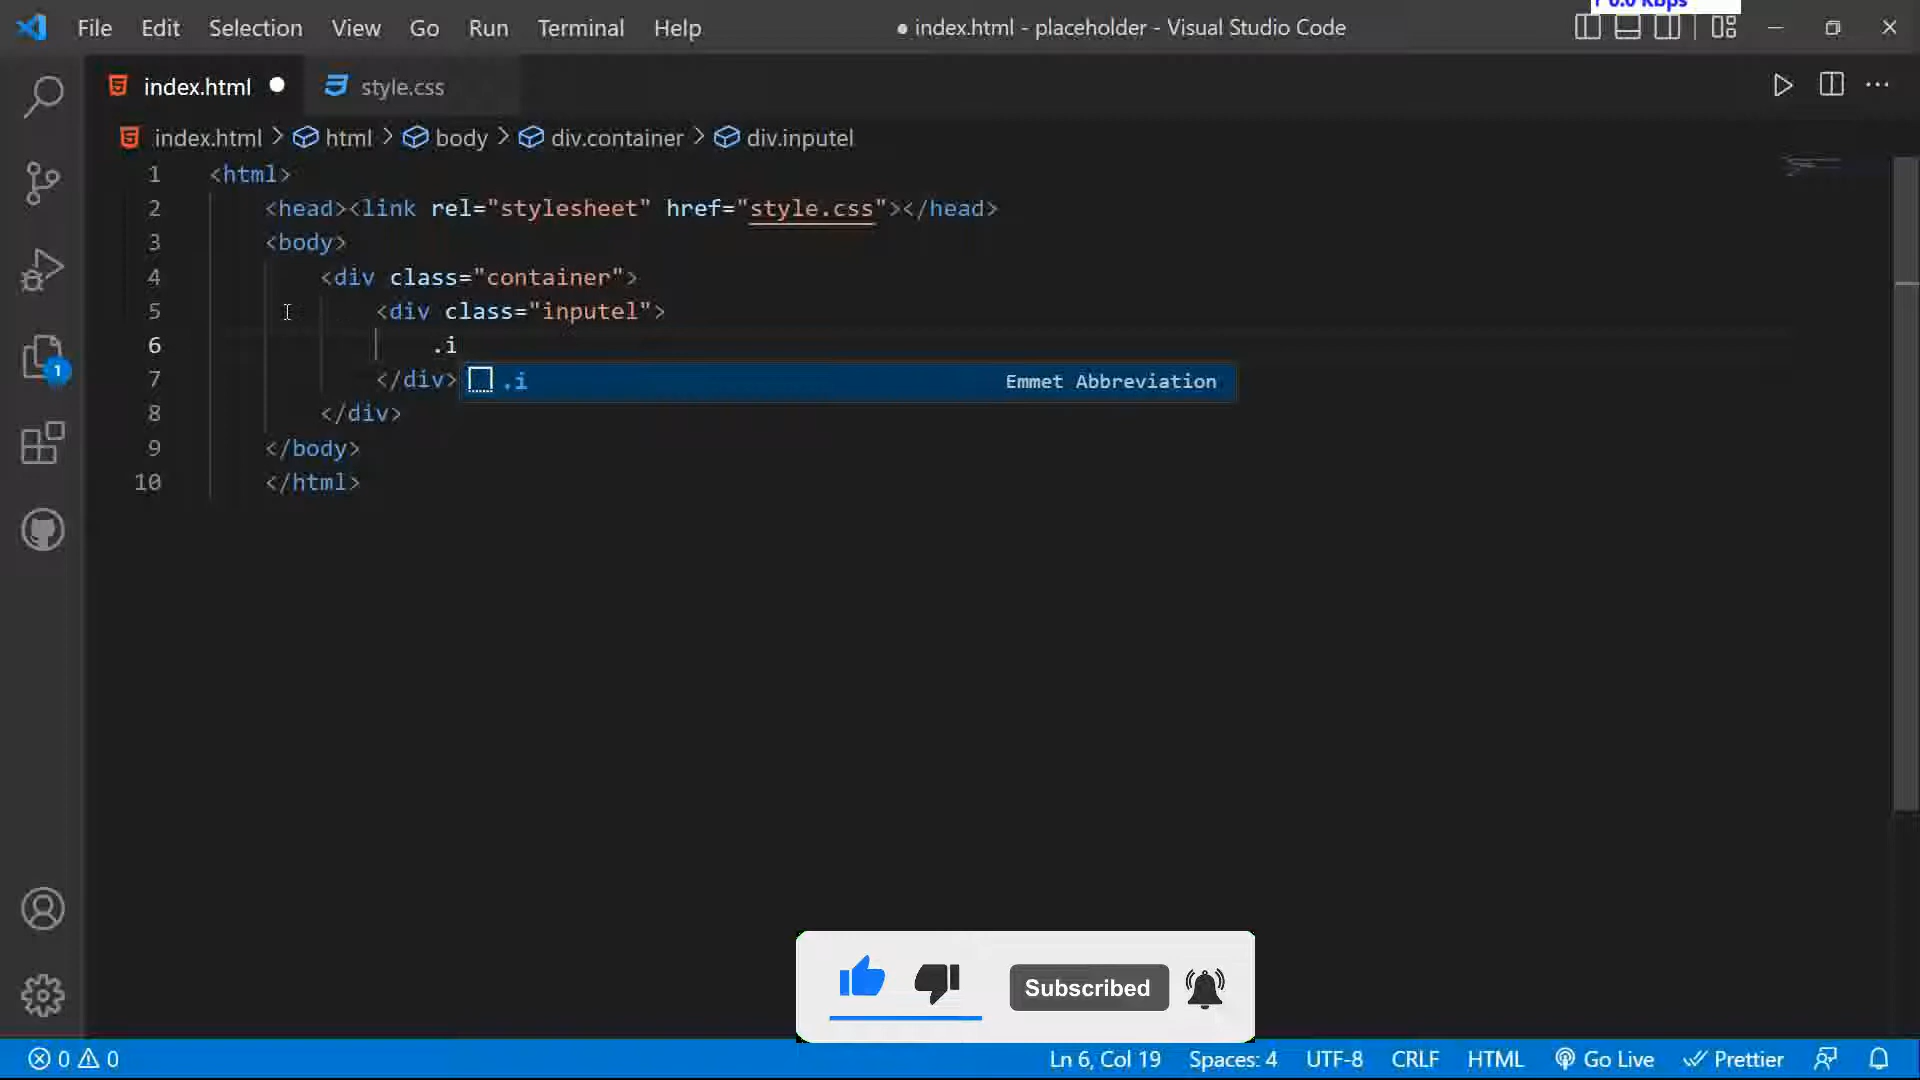 r 0.0 Kbps
File Edit Selection View Go Run Terminal Help ● index.html - placeholder - Visual Studio Code
index.html ● style.css
index.html > html > body > div.container > div.inputel
1 <html>
2 <head><link rel="stylesheet" href="style.css"></head>
3 <body>
4 <div class="container">
5 <div class="inputel">
6 .i
7 </div> .i Emmet Abbreviation
8 </div>
9 </body>
10 </html>
1
Subscribed
0 0 Ln 6, Col 19 Spaces: 4 UTF-8 CRLF HTML Go Live Prettier